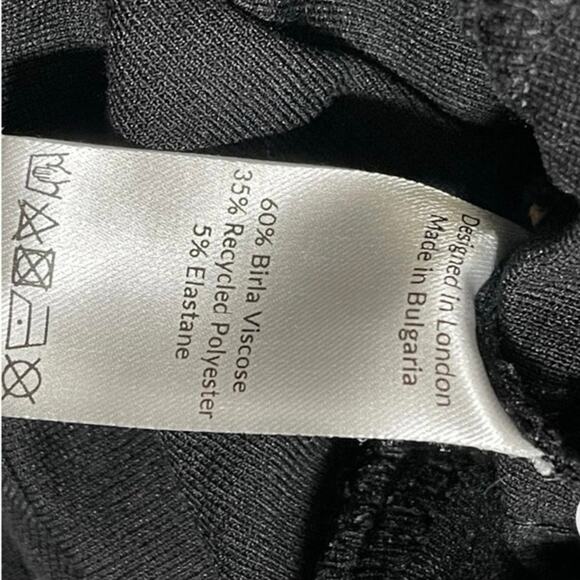 Designed in London
Made in Bulgaria
60% Birla Viscose
35% Recycled Polyester
5% Elastane